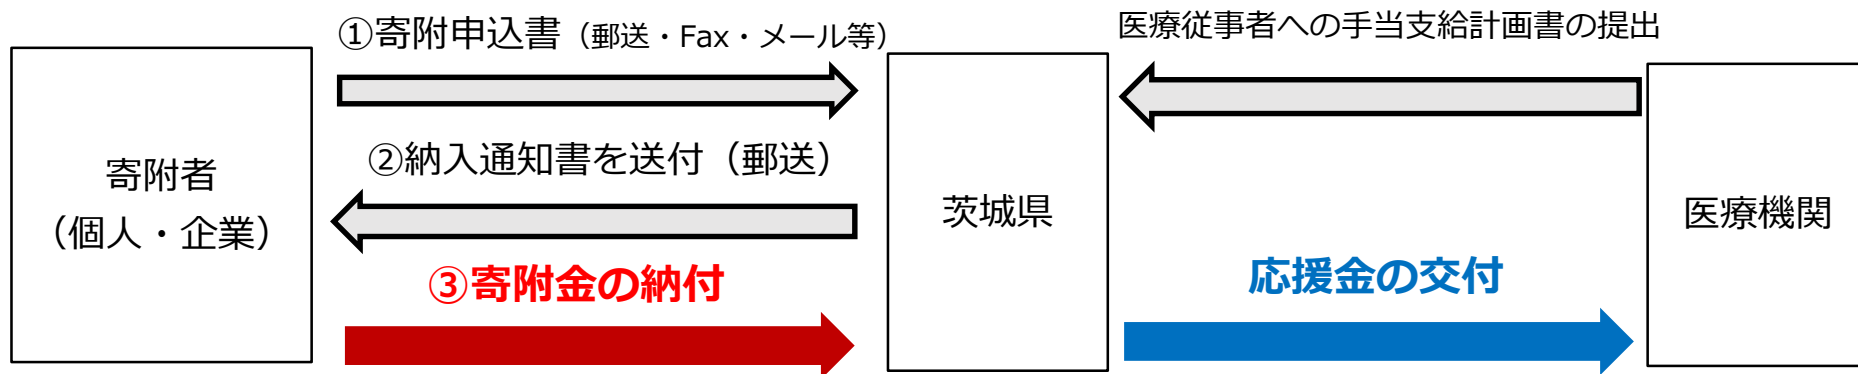 ①寄附申込書（郵送・Fax・メール等）
医療従事者への手当支給計画書の提出
②納入通知書を送付（郵送）
寄附者
（個人・企業）
茨城県
医療機関
③寄附金の納付
応援金の交付